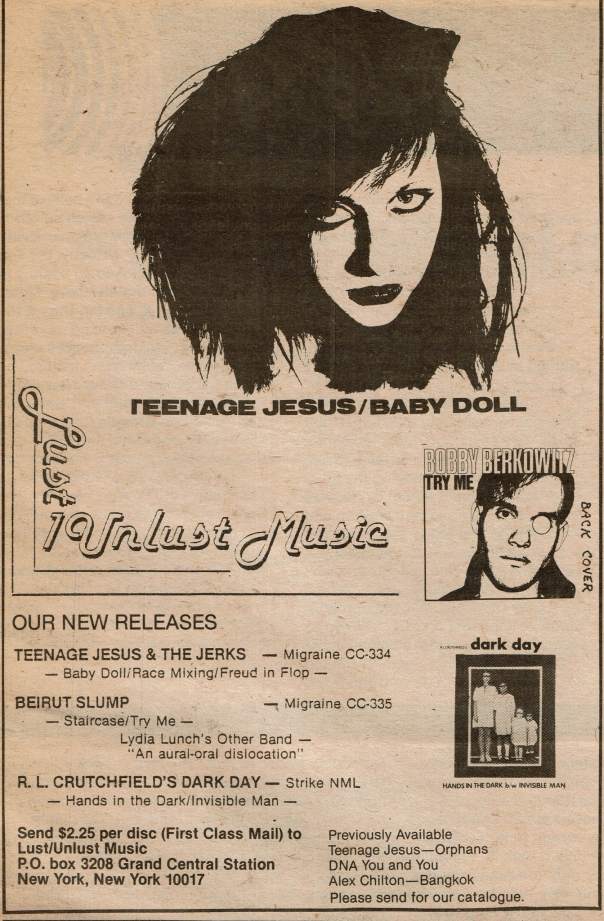 TEENAGE JESUS/BABY DOLL
Lust
/Unlust Music
BOBBY BERKOWITZ
TRY ME
BACK COVER
OUR NEW RELEASES
TEENAGE JESUS & THE JERKS — Migraine CC-334
— Baby Doll/Race Mixing/Freud in Flop —
BEIRUT SLUMP — Migraine CC-335
— Staircase/Try Me —
Lydia Lunch's Other Band —
"An aural-oral dislocation"
R. L. CRUTCHFIELD'S DARK DAY — Strike NML
— Hands in the Dark/Invisible Man —
dark day
HANDS IN THE DARK b/w INVISIBLE MAN
Send $2.25 per disc (First Class Mail) to
Lust/Unlust Music
P.O. box 3208 Grand Central Station
New York, New York 10017
Previously Available
Teenage Jesus—Orphans
DNA You and You
Alex Chilton—Bangkok
Please send for our catalogue.